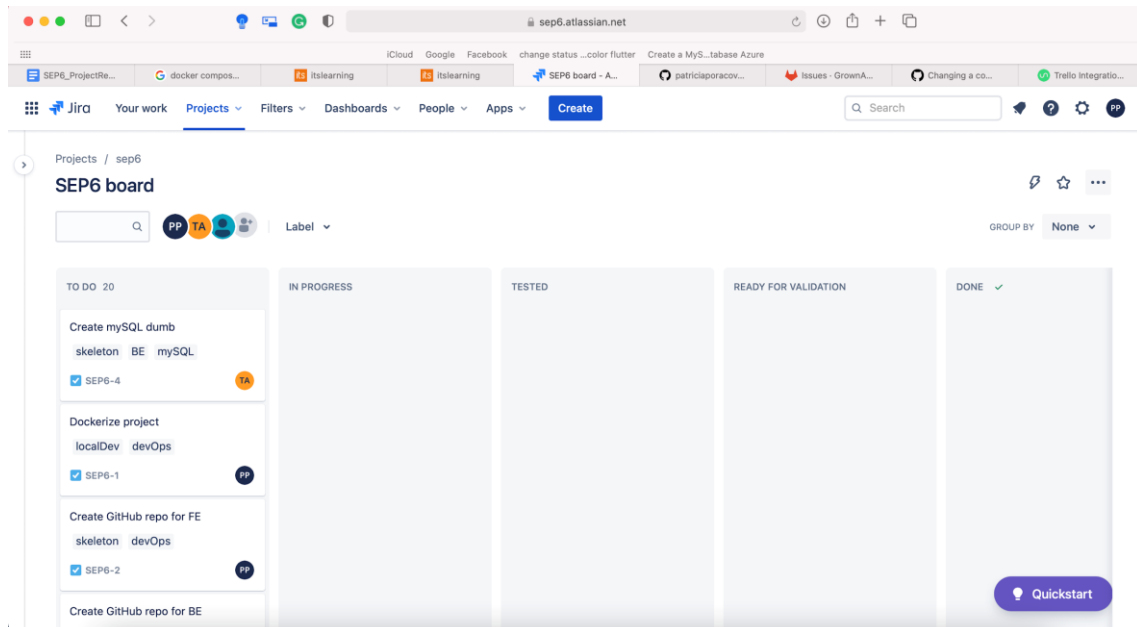 sep6.atlassian.net
iCloud Google Facebook change status ...color flutter Create a MyS...tabase Azure
SEP6_ProjectRe... docker compos... itslearning itslearning SEP6 board - A... patriciaporacov... Issues - GrownA... Changing a co... Trello Integratio...
Jira Your work Projects Filters Dashboards People Apps Create Search PP
Projects / sep6
SEP6 board
PP TA Label GROUP BY None
TO DO 20 IN PROGRESS TESTED READY FOR VALIDATION DONE
Create mySQL dumb
skeleton BE mySQL
SEP6-4 TA
Dockerize project
localDev devOps
SEP6-1 PP
Create GitHub repo for FE
skeleton devOps
SEP6-2 PP
Quickstart
Create GitHub repo for BE